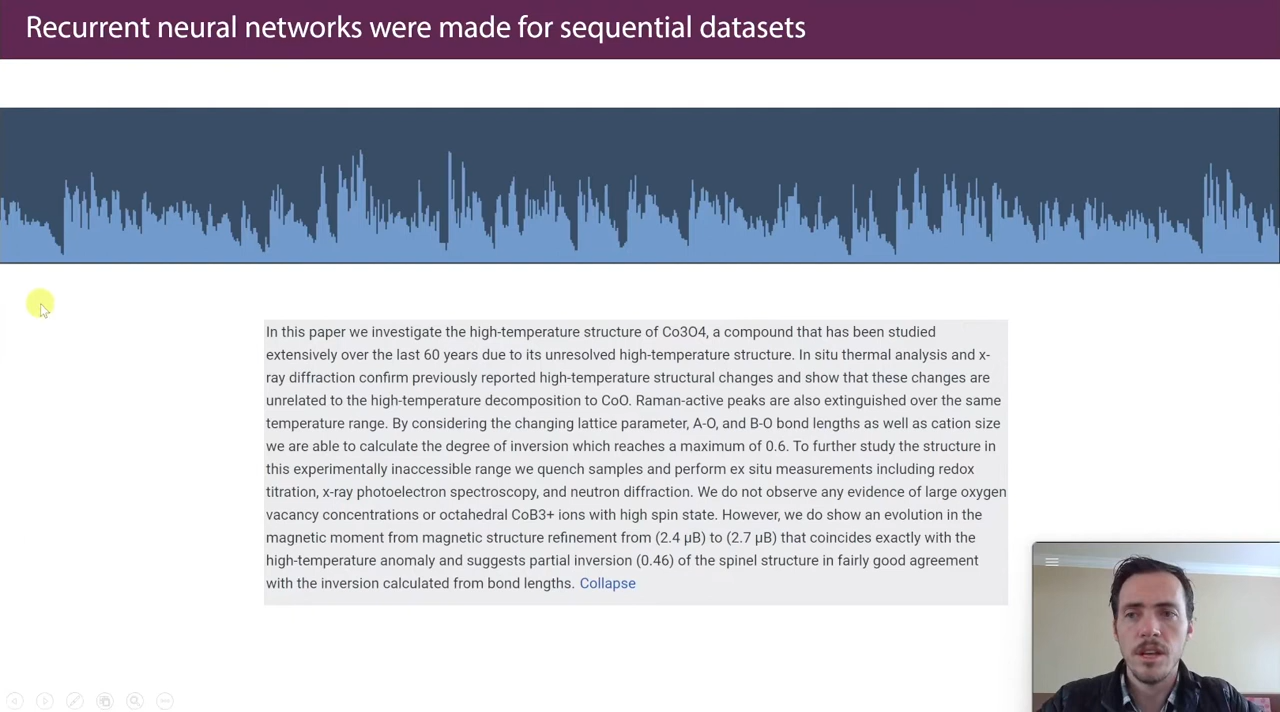 Recurrent neural networks were made for sequential datasets
In this paper we investigate the high-temperature structure of Co3O4, a compound that has been studied
extensively over the last 60 years due to its unresolved high-temperature structure. In situ thermal analysis and x-
ray diffraction confirm previously reported high-temperature structural changes and show that these changes are
unrelated to the high-temperature decomposition to CoO. Raman-active peaks are also extinguished over the same
temperature range. By considering the changing lattice parameter, A-O, and B-O bond lengths as well as cation size
we are able to calculate the degree of inversion which reaches a maximum of 0.6. To further study the structure in
this experimentally inaccessible range we quench samples and perform ex situ measurements including redox
titration, x-ray photoelectron spectroscopy, and neutron diffraction. We do not observe any evidence of large oxygen
vacancy concentrations or octahedral CoB3+ ions with high spin state. However, we do show an evolution in the
magnetic moment from magnetic structure refinement from (2.4 μB) to (2.7 μB) that coincides exactly with the
high-temperature anomaly and suggests partial inversion (0.46) of the spinel structure in fairly good agreement
with the inversion calculated from bond lengths. Collapse